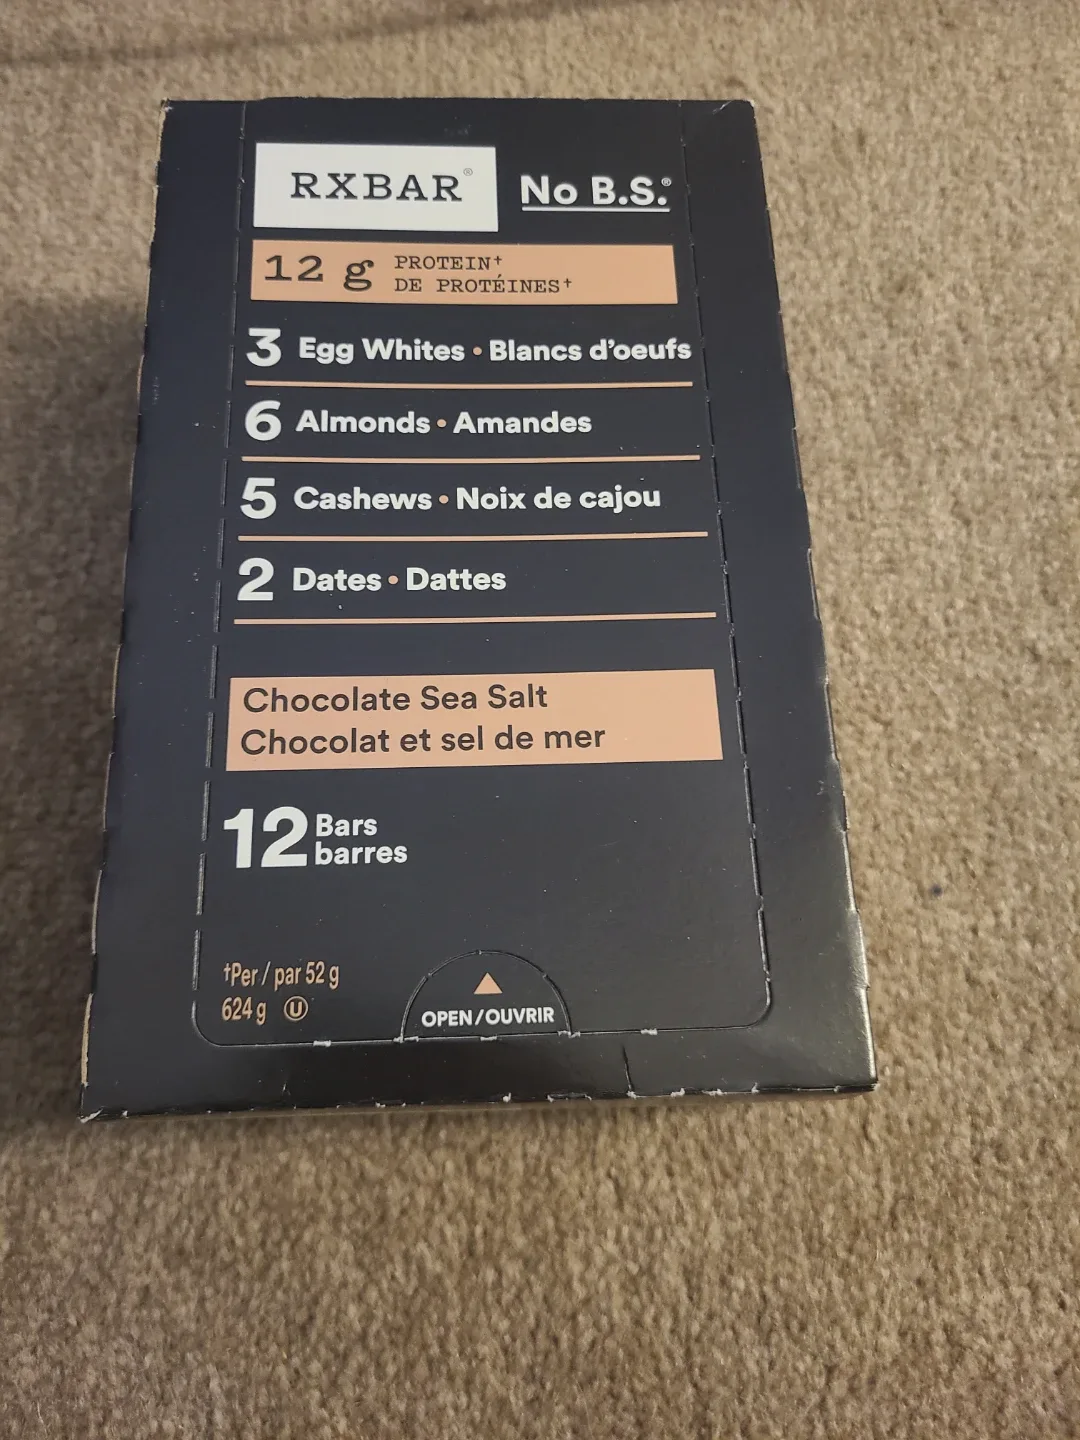 RXBAR® No B.S.®
12 g PROTEIN†
DE PROTÉINES†
3 Egg Whites • Blancs d'oeufs
6 Almonds • Amandes
5 Cashews • Noix de cajou
2 Dates • Dattes
Chocolate Sea Salt
Chocolat et sel de mer
12 Bars
barres
†Per / par 52 g
624 g U
OPEN/OUVRIR